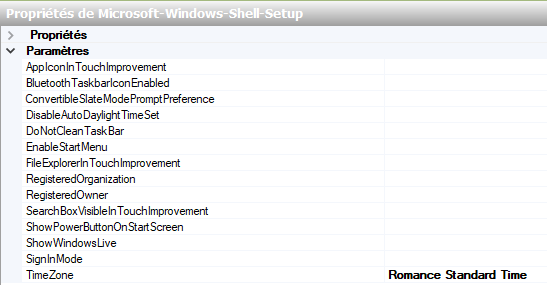 Propriétés de Microsoft-Windows-Shell-Setup
Propriétés
Paramètres
AppIconInTouchImprovement
BluetoothTaskbarIconEnabled
ConvertibleSlateModePromptPreference
DisableAutoDaylightTimeSet
DoNotCleanTaskBar
EnableStartMenu
FileExplorerInTouchImprovement
RegisteredOrganization
RegisteredOwner
SearchBoxVisibleInTouchImprovement
ShowPowerButtonOnStartScreen
ShowWindowsLive
SignInMode
TimeZone Romance Standard Time